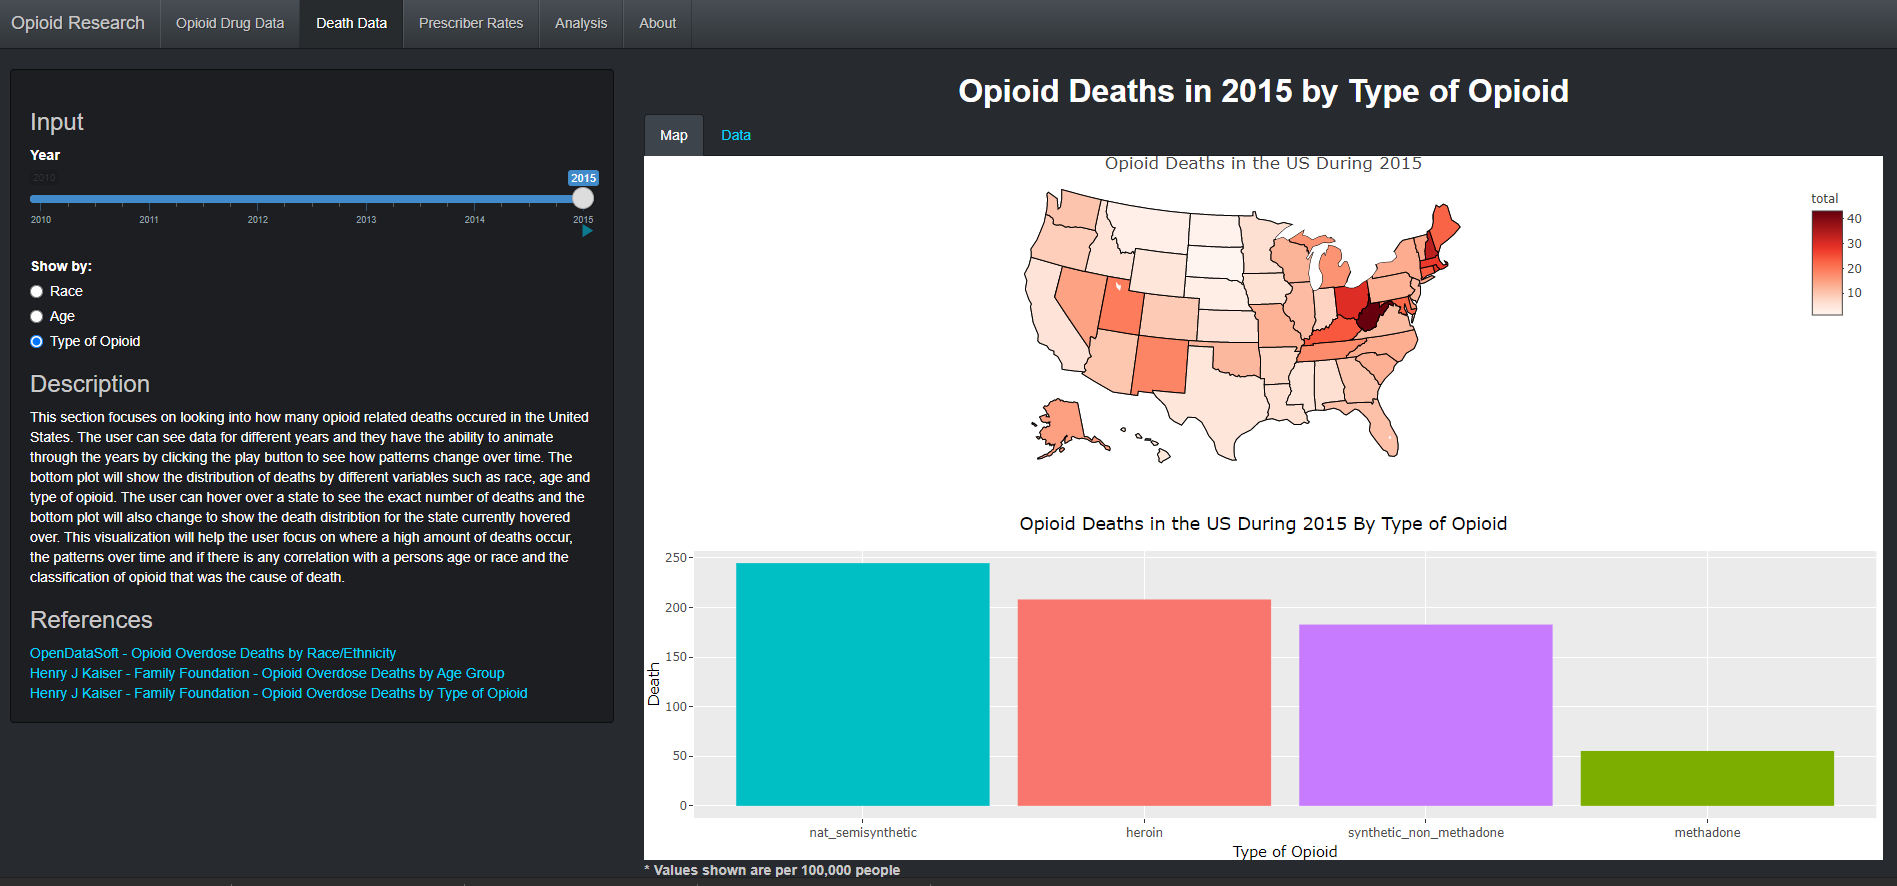 Opioid Research
Opioid Drug Data
Death Data
Prescriber Rates
Analysis
About
Input
Year
2010
2015
2010 2011 2012 2013 2014 2015
Show by:
Race
Age
Type of Opioid
Description
This section focuses on looking into how many opioid related deaths occured in the United
States. The user can see data for different years and they have the ability to animate
through the years by clicking the play button to see how patterns change over time. The
bottom plot will show the distribution of deaths by different variables such as race, age and
type of opioid. The user can hover over a state to see the exact number of deaths and the
bottom plot will also change to show the death distribtion for the state currently hovered
over. This visualization will help the user focus on where a high amount of deaths occur,
the patterns over time and if there is any correlation with a persons age or race and the
classification of opioid that was the cause of death.
References
OpenDataSoft - Opioid Overdose Deaths by Race/Ethnicity
Henry J Kaiser - Family Foundation - Opioid Overdose Deaths by Age Group
Henry J Kaiser - Family Foundation - Opioid Overdose Deaths by Type of Opioid
Opioid Deaths in 2015 by Type of Opioid
Map
Data
Opioid Deaths in the US During 2015
total
40
30
20
10
Opioid Deaths in the US During 2015 By Type of Opioid
Death
250
200
150
100
50
0
nat_semisynthetic
heroin
synthetic_non_methadone
methadone
Type of Opioid
* Values shown are per 100,000 people